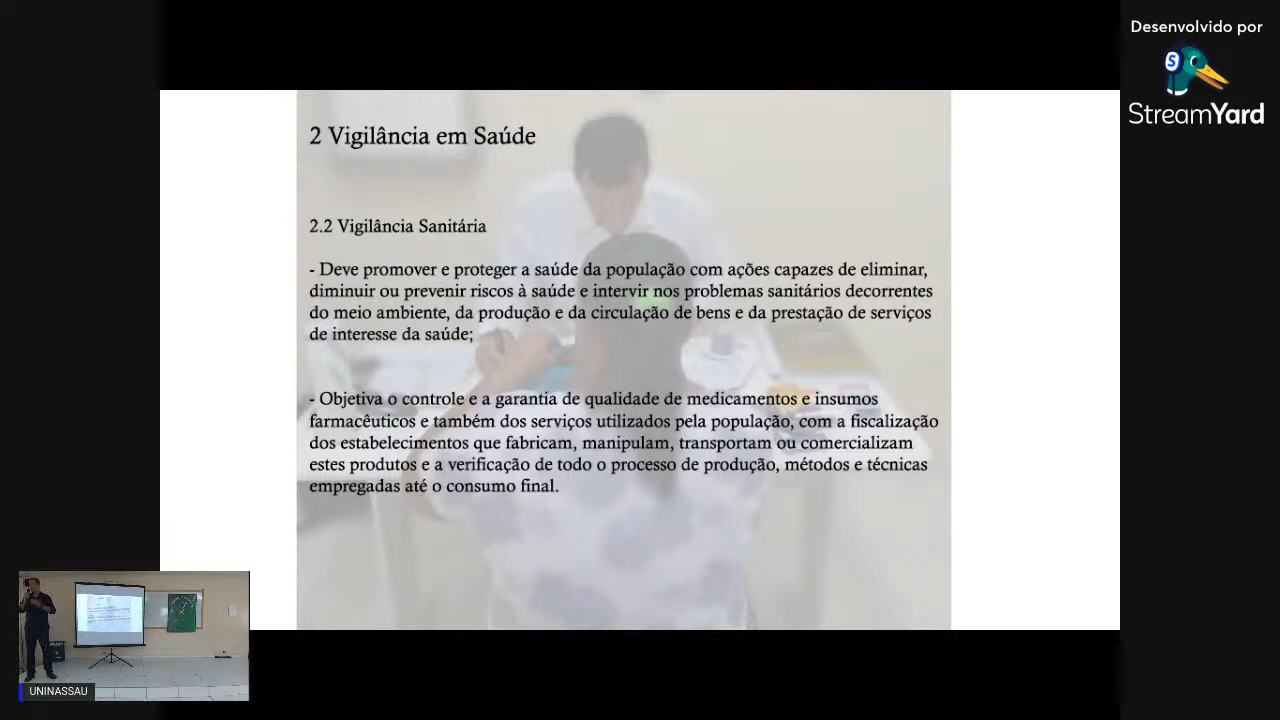 Desenvolvido por
StreamYard
2 Vigilância em Saúde
2.2 Vigilância Sanitária
- Deve promover e proteger a saúde da população com ações capazes de eliminar,
diminuir ou prevenir riscos à saúde e intervir nos problemas sanitários decorrentes
do meio ambiente, da produção e da circulação de bens e da prestação de serviços
de interesse da saúde;
- Objetiva o controle e a garantia de qualidade de medicamentos e insumos
farmacêuticos e também dos serviços utilizados pela população, com a fiscalização
dos estabelecimentos que fabricam, manipulam, transportam ou comercializam
estes produtos e a verificação de todo o processo de produção, métodos e técnicas
empregadas até o consumo final.
UNINASSAU